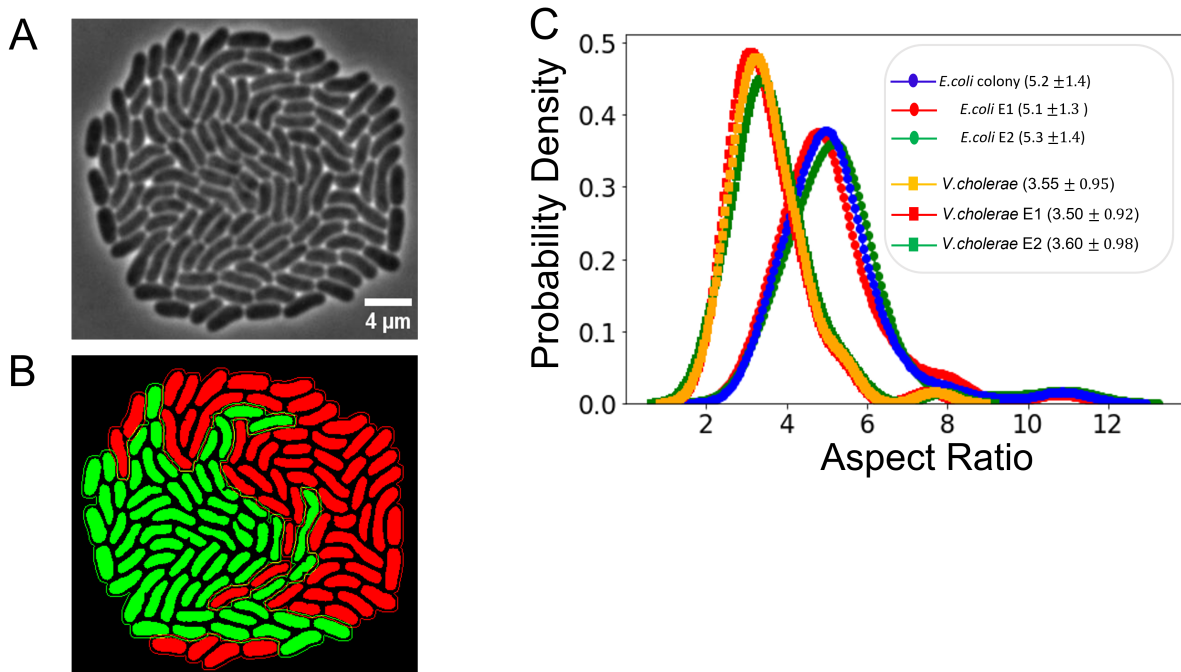 A
4 μm
B
C
Probability Density
0.5
0.4
0.3
0.2
0.1
0.0
E.coli colony (5.2 ±1.4)
E.coli E1 (5.1 ±1.3 )
E.coli E2 (5.3 ±1.4)
V.cholerae (3.55 ± 0.95)
V.cholerae E1 (3.50 ± 0.92)
V.cholerae E2 (3.60 ± 0.98)
2 4 6 8 10 12
Aspect Ratio